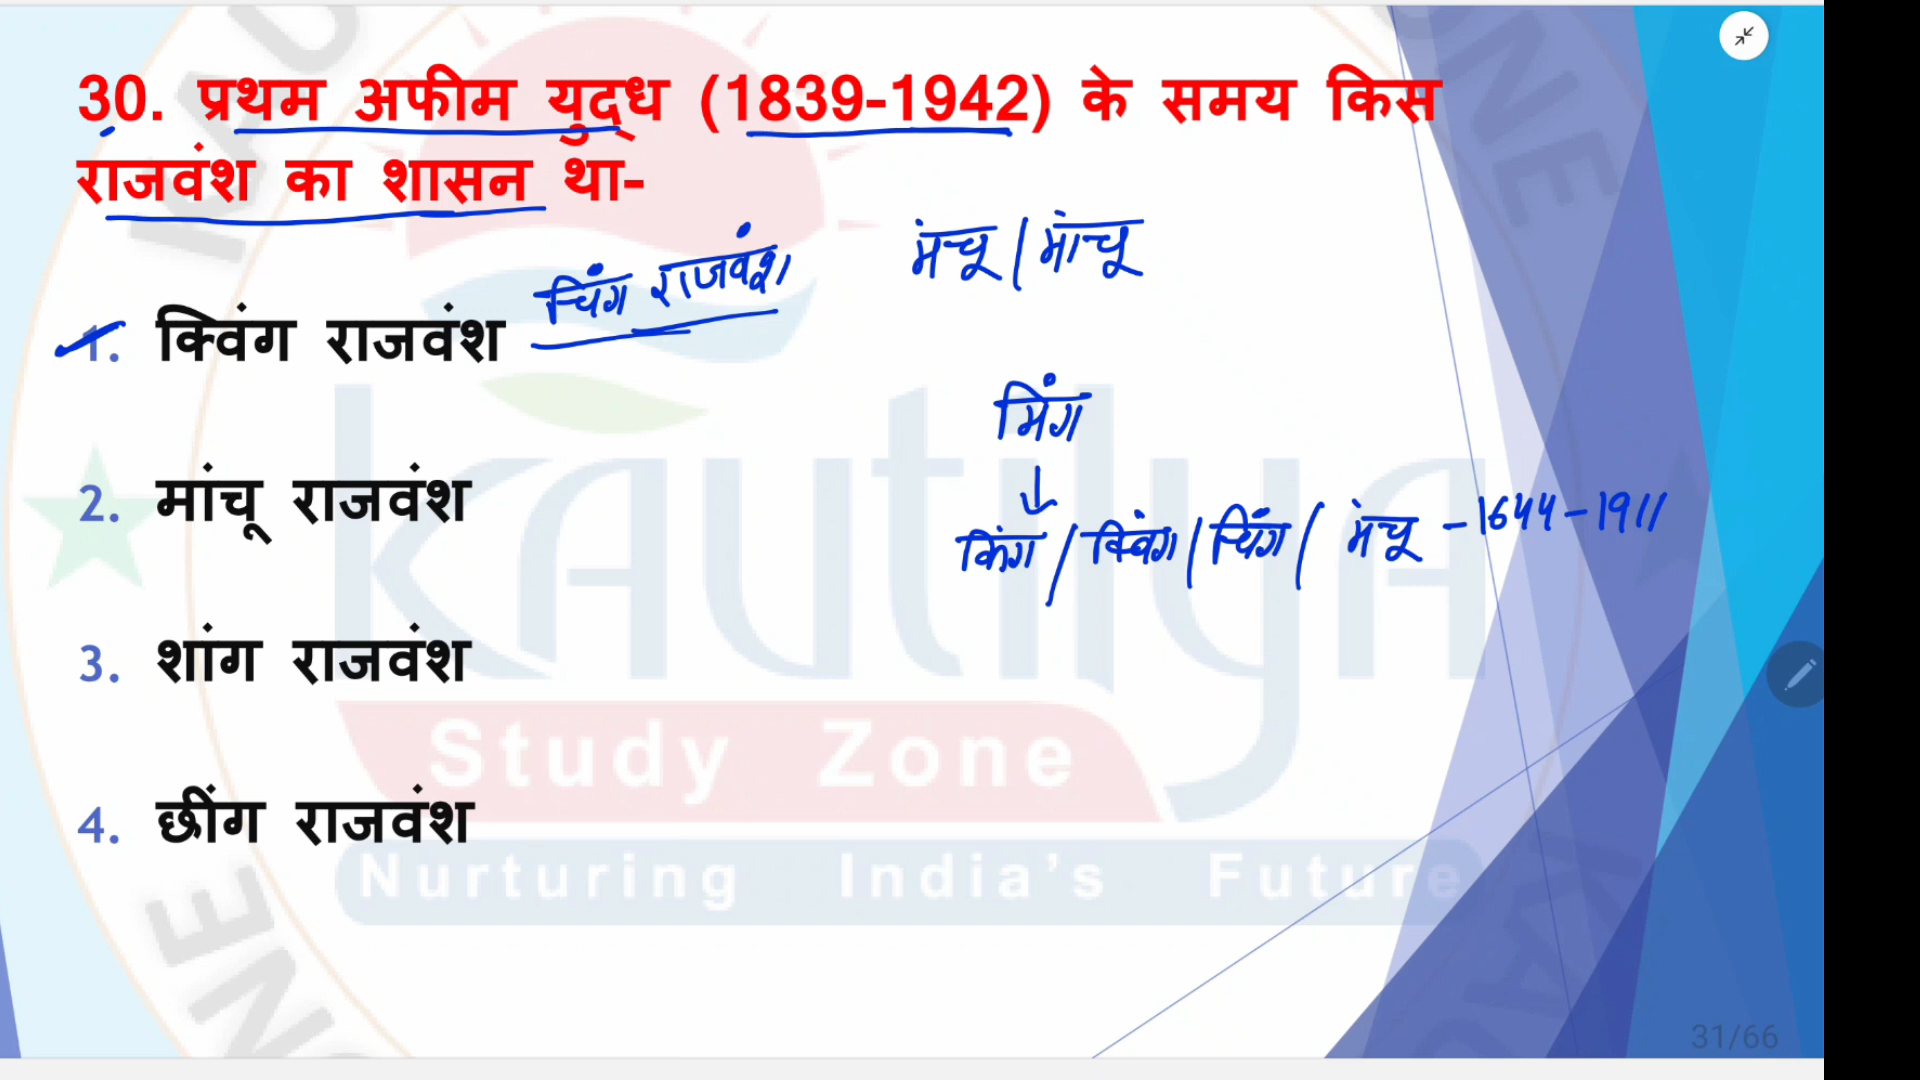 30. प्रथम अफीम युद्ध (1839-1942) के समय किस
राजवंश का शासन था-
मंचू / मांचू
चिंग राजवंश
1. क्विंग राजवंश
मिंग
2. मांचू राजवंश
किंग / क्विंग / चिंग / मंचू - 1644 - 1911
3. शांग राजवंश
4. छींग राजवंश
Kautilya
Study Zone
Nurturing India's Future
31/66